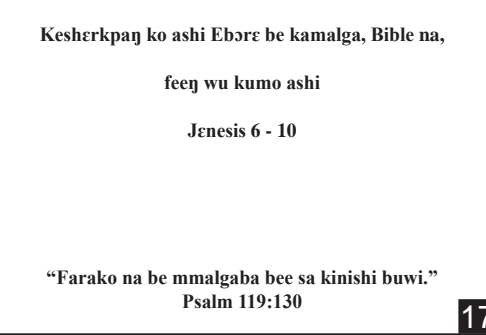 Keshɛrkpaŋ ko ashi Ebɔrɛ be kamalga, Bible na,
feeŋ wu kumo ashi
Jɛnesis 6 - 10
“Farako na be mmalgaba bee sa kinishi buwi.”
Psalm 119:130
17